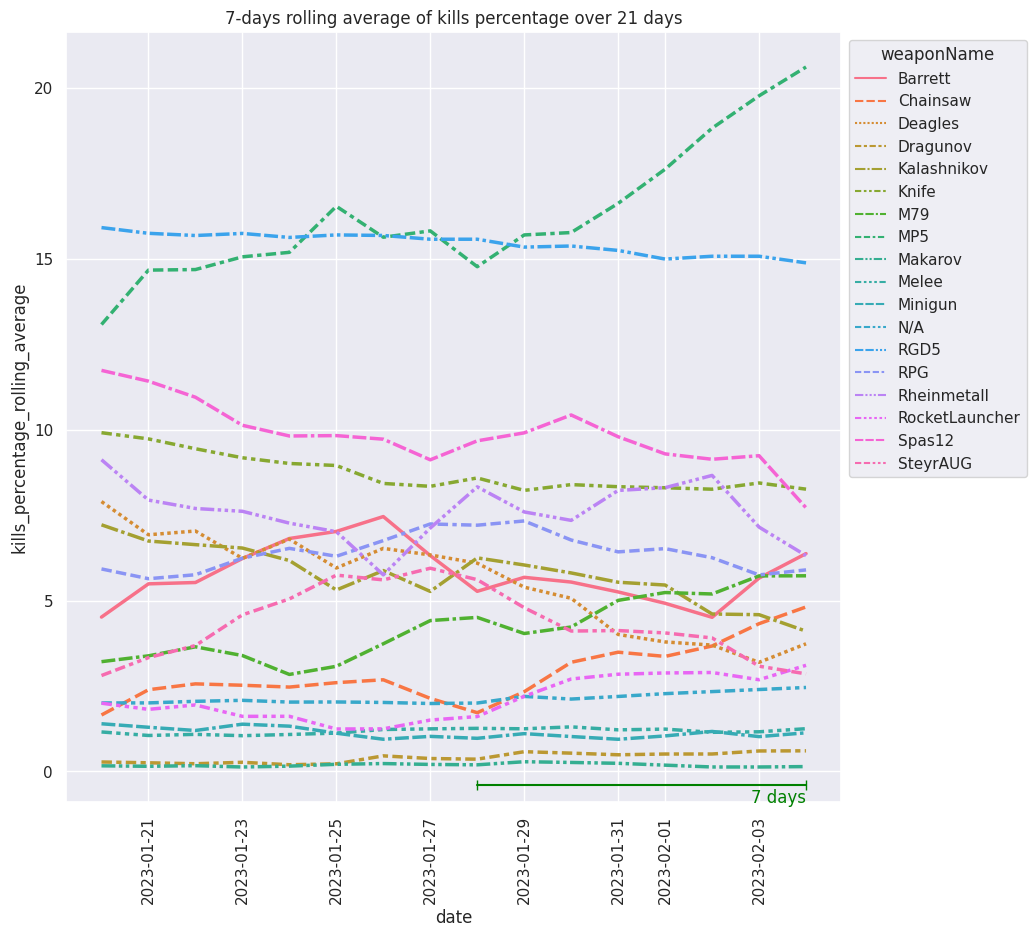 7-days rolling average of kills percentage over 21 days
kills_percentage_rolling_average
20
15
10
5
0
weaponName
Barrett
Chainsaw
Deagles
Dragunov
Kalashnikov
Knife
M79
MP5
Makarov
Melee
Minigun
N/A
RGD5
RPG
Rheinmetall
RocketLauncher
Spas12
SteyrAUG
7 days
2023-01-21
2023-01-23
2023-01-25
2023-01-27
2023-01-29
2023-01-31
2023-02-01
2023-02-03
date